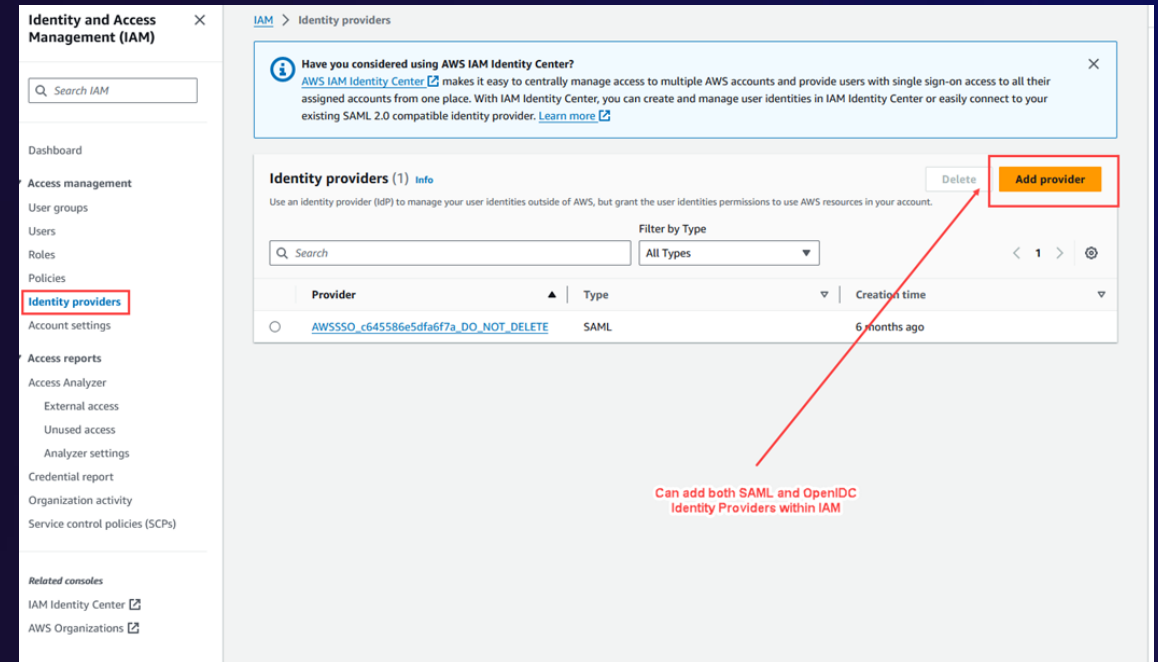 Identity and Access
Management (IAM)
Search IAM
Dashboard
Access management
User groups
Users
Roles
Policies
Identity providers
Account settings
Access reports
Access Analyzer
External access
Unused access
Analyzer settings
Credential report
Organization activity
Service control policies (SCPs)
Related consoles
IAM Identity Center
AWS Organizations
IAM > Identity providers
Have you considered using AWS IAM Identity Center?
AWS IAM Identity Center makes it easy to centrally manage access to multiple AWS accounts and provide users with single sign-on access to all their
assigned accounts from one place. With IAM Identity Center, you can create and manage user identities in IAM Identity Center or easily connect to your
existing SAML 2.0 compatible identity provider. Learn more
Identity providers (1) Info
Delete
Add provider
Use an identity provider (IdP) to manage your user identities outside of AWS, but grant the user identities permissions to use AWS resources in your account.
Filter by Type
Search
All Types
1
Provider Type Creation time
AWSSSO_c645586e5dfa6f7a_DO_NOT_DELETE SAML 6 months ago
Can add both SAML and OpenIDC
Identity Providers within IAM